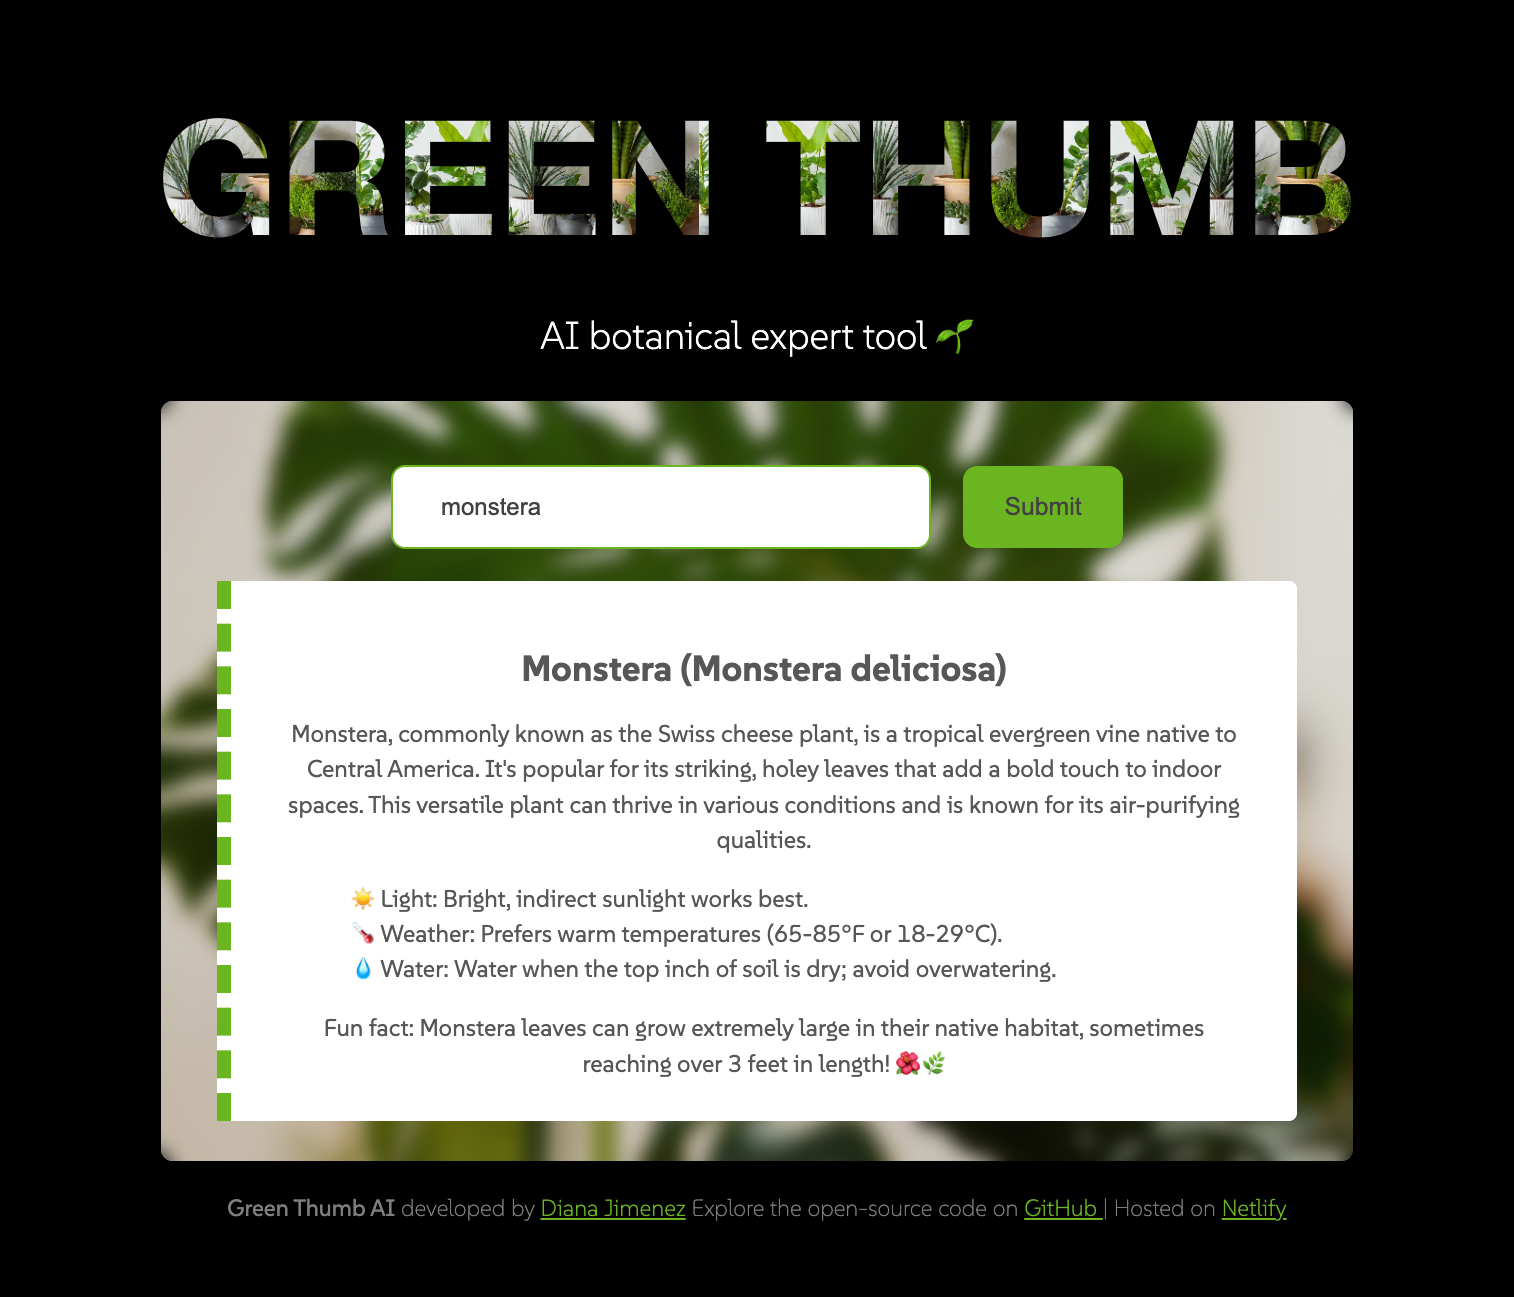 GREEN THUMB
AI botanical expert tool 🌱
monstera
Submit
Monstera (Monstera deliciosa)
Monstera, commonly known as the Swiss cheese plant, is a tropical evergreen vine native to
Central America. It's popular for its striking, holey leaves that add a bold touch to indoor
spaces. This versatile plant can thrive in various conditions and is known for its air-purifying
qualities.
☀️ Light: Bright, indirect sunlight works best.
🌡️ Weather: Prefers warm temperatures (65-85°F or 18-29°C).
💧 Water: Water when the top inch of soil is dry; avoid overwatering.
Fun fact: Monstera leaves can grow extremely large in their native habitat, sometimes
reaching over 3 feet in length! 🌺🌿
Green Thumb AI developed by Diana Jimenez Explore the open-source code on GitHub | Hosted on Netlify